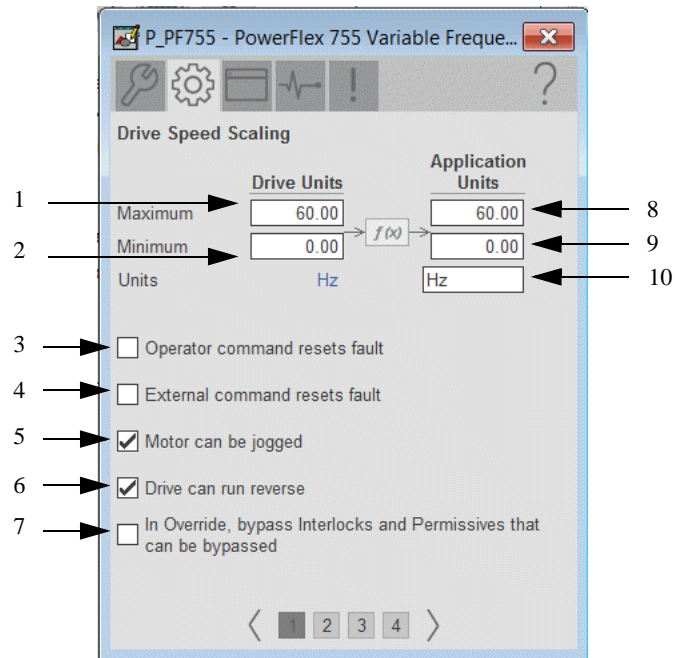 P_PF755 - PowerFlex 755 Variable Freque...
?
Drive Speed Scaling
Drive Units
Application Units
1
Maximum
60.00
60.00
8
f(x)
2
Minimum
0.00
0.00
9
Units
Hz
Hz
10
3
Operator command resets fault
4
External command resets fault
5
Motor can be jogged
6
Drive can run reverse
7
In Override, bypass Interlocks and Permissives that
can be bypassed
1 2 3 4